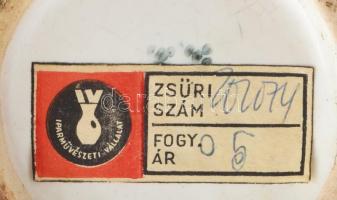 IV
IPARMŰVÉSZETI VÁLLALAT
ZSŰRI
SZÁM
FOGY.
ÁR 05